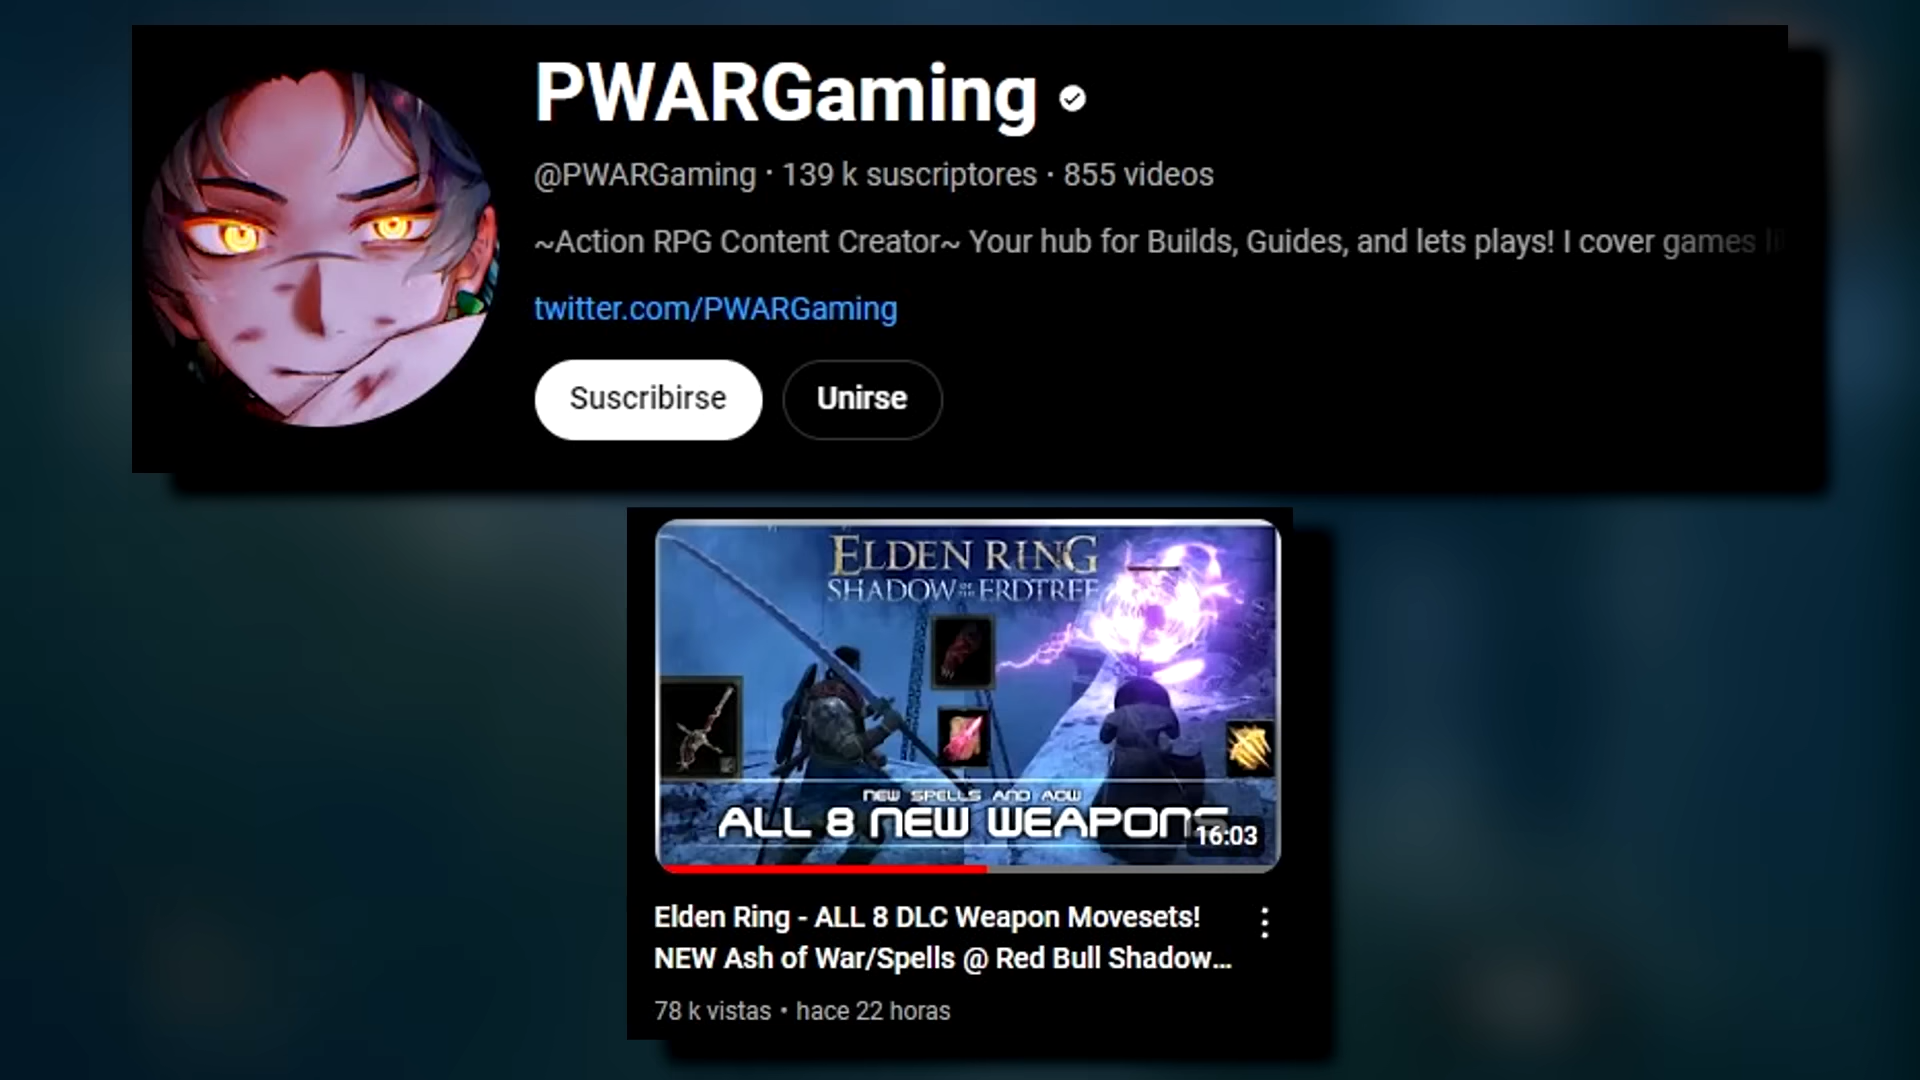 PWARGaming
@PWARGaming · 139 k suscriptores · 855 videos
~Action RPG Content Creator~ Your hub for Builds, Guides, and lets plays! I cover games
twitter.com/PWARGaming
Suscribirse
Unirse
ELDEN RING
SHADOW OF THE ERDTREE
NEW SPELLS AND AOW
ALL 8 NEW WEAPONS
16:03
Elden Ring - ALL 8 DLC Weapon Movesets!
NEW Ash of War/Spells @ Red Bull Shadow...
78 k vistas · hace 22 horas